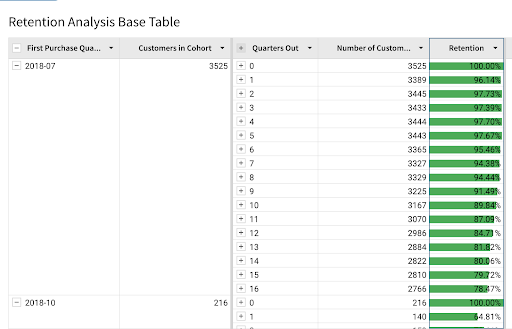 Retention Analysis Base Table
First Purchase Qua... Customers in Cohort Quarters Out Number of Custom... Retention
2018-07 3525 0 3525 100.00%
1 3389 96.14%
2 3445 97.73%
3 3433 97.39%
4 3444 97.70%
5 3443 97.67%
6 3365 95.46%
7 3327 94.38%
8 3329 94.44%
9 3225 91.49%
10 3167 89.84%
11 3070 87.09%
12 2986 84.71%
13 2884 81.82%
14 2822 80.06%
15 2810 79.72%
16 2766 78.47%
2018-10 216 0 216 100.00%
1 140 64.81%